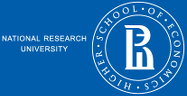 NATIONAL RESEARCH
UNIVERSITY
HIGHER · SCHOOL · OF · ECONOMICS ·